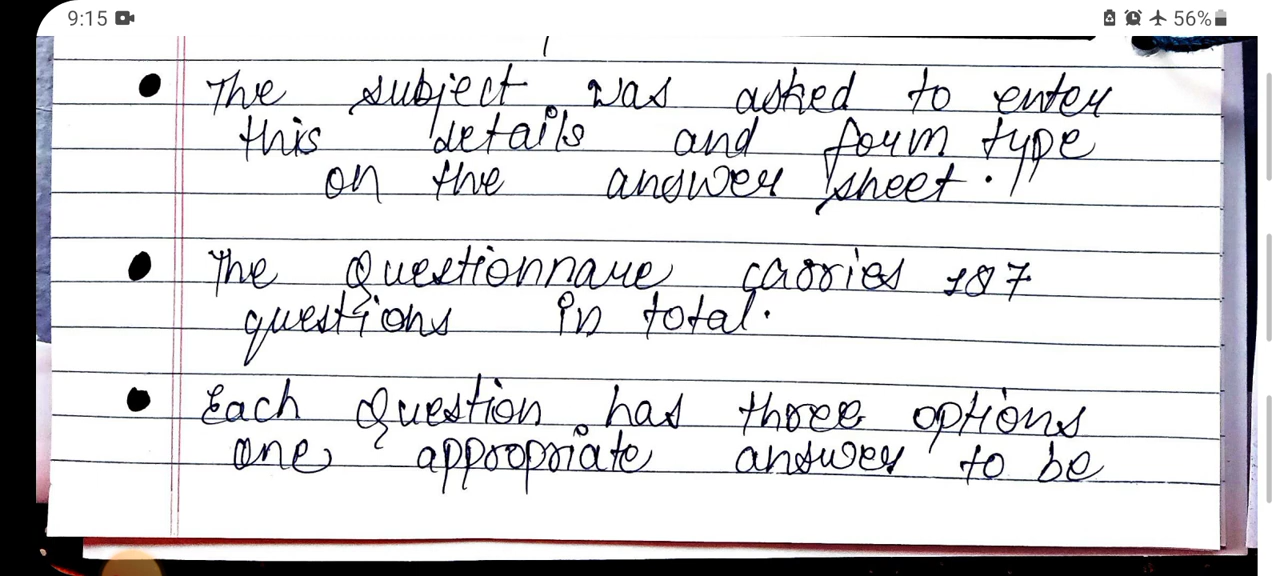 9:15
56%
The subject was asked to enter
this details and form type
on the answer sheet.
The Questionnaue carries 187
questions in total.
Each Question has three options
one appropriate answer to be